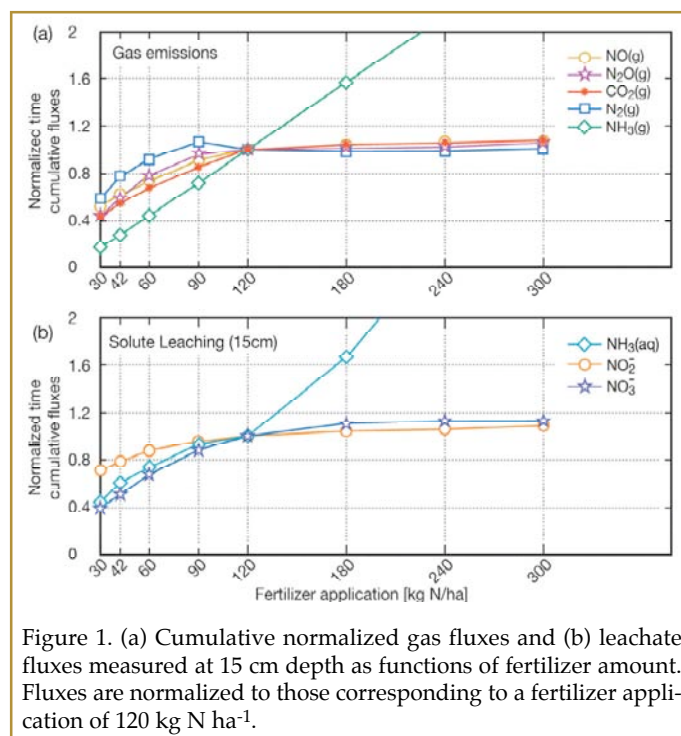 (a)
Gas emissions
NO(g)
N₂O(g)
CO₂(g)
N₂(g)
NH₃(g)
Normalized time
cumulative fluxes
2
1.6
1.2
0.8
0.4
0
30 42 60 90 120 180 240 300
(b)
Solute Leaching (15cm)
NH₃(aq)
NO₂⁻
NO₃⁻
Normalized time
cumulative fluxes
2
1.6
1.2
0.8
0.4
0
30 42 60 90 120 180 240 300
Fertilizer application [kg N/ha]
Figure 1. (a) Cumulative normalized gas fluxes and (b) leachate
fluxes measured at 15 cm depth as functions of fertilizer amount.
Fluxes are normalized to those corresponding to a fertilizer appli-
cation of 120 kg N ha⁻¹.